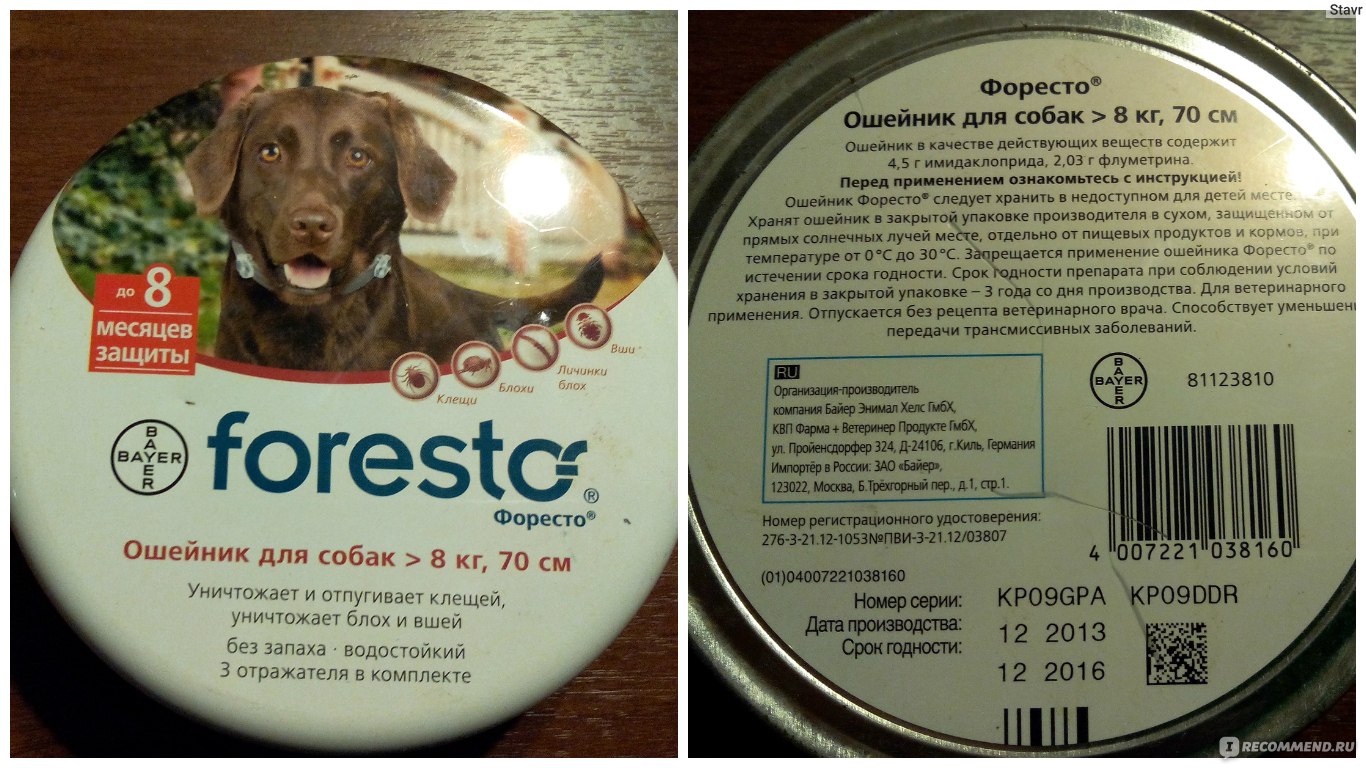 до 8
месяцев
защиты
Клещи
Блохи
Личинки
блох
Вши
BAYER
BAYER
foresto®
Форесто®
Ошейник для собак > 8 кг, 70 см
Уничтожает и отпугивает клещей,
уничтожает блох и вшей
без запаха · водостойкий
3 отражателя в комплекте
Stavr
Форесто®
Ошейник для собак > 8 кг, 70 см
Ошейник в качестве действующих веществ содержит
4,5 г имидаклоприда, 2,03 г флуметрина.
Перед применением ознакомьтесь с инструкцией!
Ошейник Форесто® следует хранить в недоступном для детей месте.
Хранят ошейник в закрытой упаковке производителя в сухом, защищенном от
прямых солнечных лучей месте, отдельно от пищевых продуктов и кормов, при
температуре от 0 °C до 30 °C. Запрещается применение ошейника Форесто® по
истечении срока годности. Срок годности препарата при соблюдении условий
хранения в закрытой упаковке – 3 года со дня производства. Для ветеринарного
применения. Отпускается без рецепта ветеринарного врача. Способствует уменьшени
передачи трансмиссивных заболеваний.
RU
Организация-производитель
компания Байер Энимал Хелс ГмбХ,
КВП Фарма + Ветеринер Продукте ГмбХ,
ул. Пройенсдорфер 324, Д-24106, г.Киль, Германия
Импортёр в России: ЗАО «Байер»,
123022, Москва, Б.Трёхгорный пер., д.1, стр.1.
BAYER
BAYER
81123810
Номер регистрационного удостоверения:
276-3-21.12-1053№ПВИ-3-21.12/03807
4 007221 038160
(01)04007221038160
Номер серии: KP09GPA KP09DDR
Дата производства: 12 2013
Срок годности: 12 2016
IRECOMMEND.RU